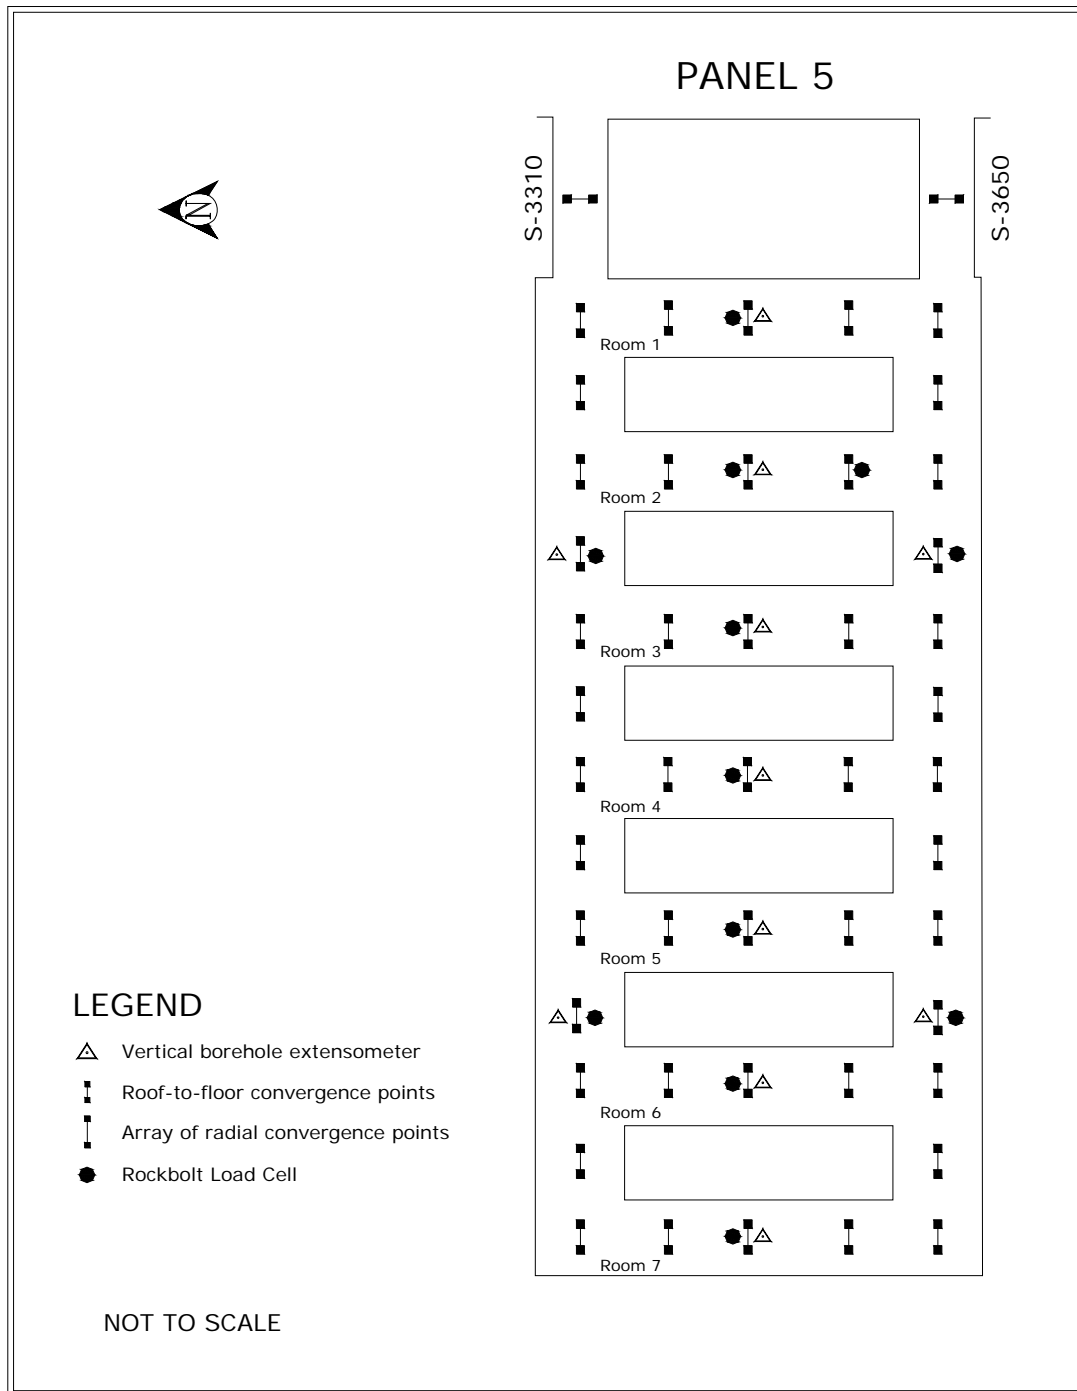 PANEL 5
S-3310
S-3650
N
Room 1
Room 2
Room 3
Room 4
Room 5
Room 6
Room 7
LEGEND
Vertical borehole extensometer
Roof-to-floor convergence points
Array of radial convergence points
Rockbolt Load Cell
NOT TO SCALE